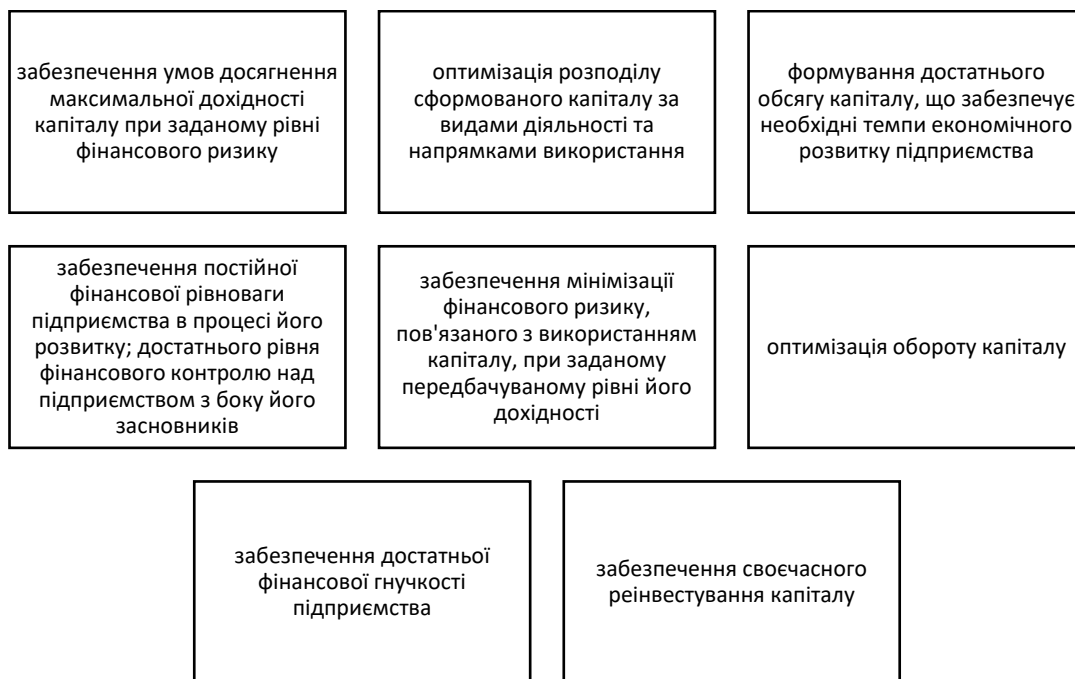 забезпечення умов досягнення
максимальної дохідності
капіталу при заданому рівні
фінансового ризику
оптимізація розподілу
сформованого капіталу за
видами діяльності та
напрямками використання
формування достатнього
обсягу капіталу, що забезпечує
необхідні темпи економічного
розвитку підприємства
забезпечення постійної
фінансової рівноваги
підприємства в процесі його
розвитку; достатнього рівня
фінансового контролю над
підприємством з боку його
засновників
забезпечення мінімізації
фінансового ризику,
пов'язаного з використанням
капіталу, при заданому
передбачуваному рівні його
дохідності
оптимізація обороту капіталу
забезпечення достатньої
фінансової гнучкості
підприємства
забезпечення своєчасного
реінвестування капіталу